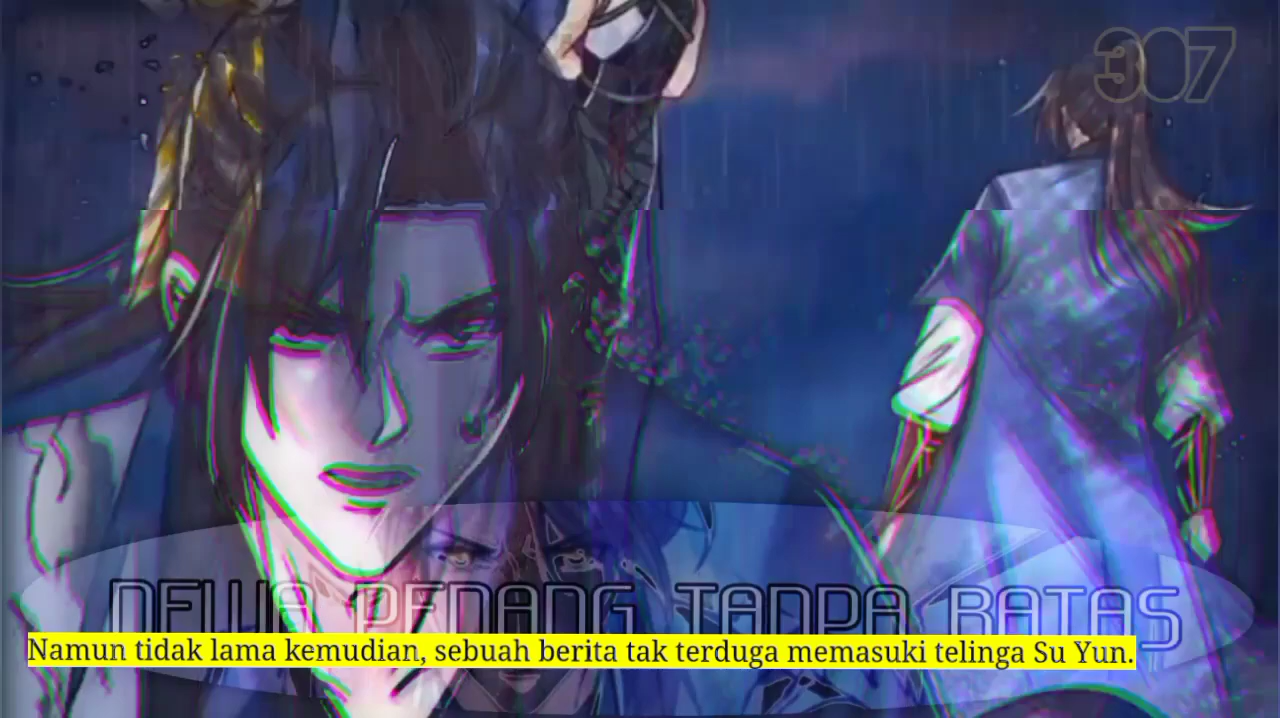 307
DEWA PEDANG TANPA BATAS
Namun tidak lama kemudian, sebuah berita tak terduga memasuki telinga Su Yun.